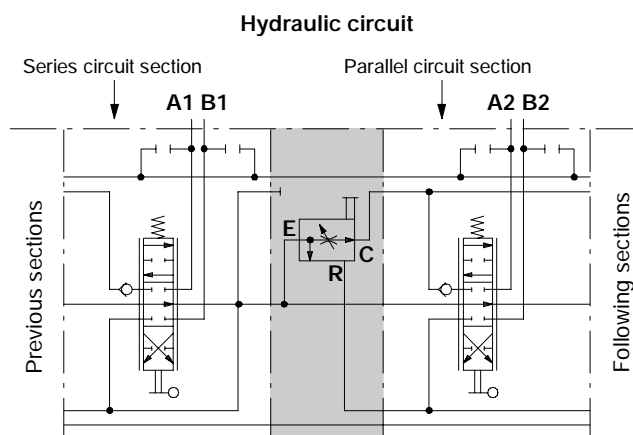 Hydraulic circuit
Series circuit section
Parallel circuit section
A1 B1
A2 B2
Previous sections
E
C
R
Following sections